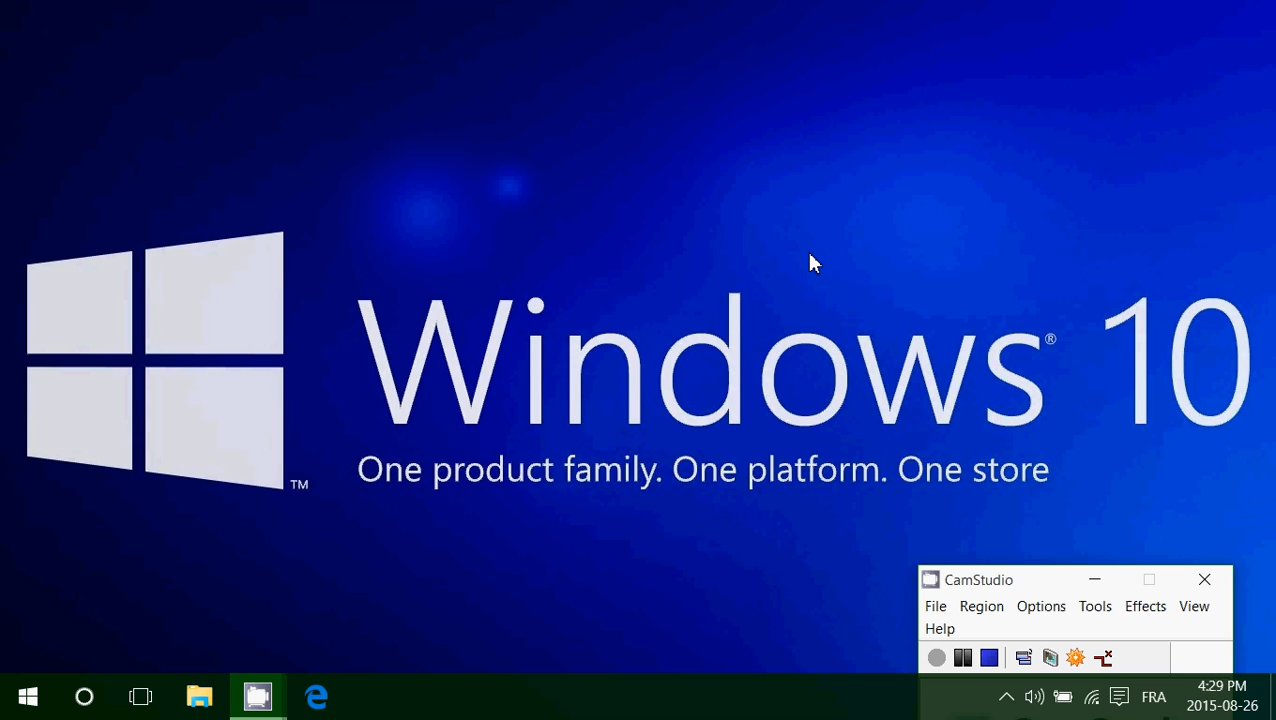 Windows® 10
One product family. One platform. One store
TM
CamStudio
File Region Options Tools Effects View
Help
FRA
4:29 PM
2015-08-26